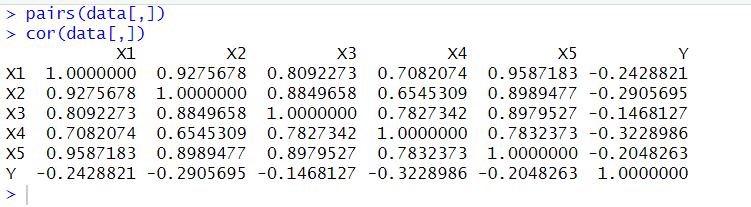 > pairs(data[,])
> cor(data[,])
X1 X2 X3 X4 X5 Y
X1 1.0000000 0.9275678 0.8092273 0.7082074 0.9587183 -0.2428821
X2 0.9275678 1.0000000 0.8849658 0.6545309 0.8989477 -0.2905695
X3 0.8092273 0.8849658 1.0000000 0.7827342 0.8979527 -0.1468127
X4 0.7082074 0.6545309 0.7827342 1.0000000 0.7832373 -0.3228986
X5 0.9587183 0.8989477 0.8979527 0.7832373 1.0000000 -0.2048263
Y -0.2428821 -0.2905695 -0.1468127 -0.3228986 -0.2048263 1.0000000
>